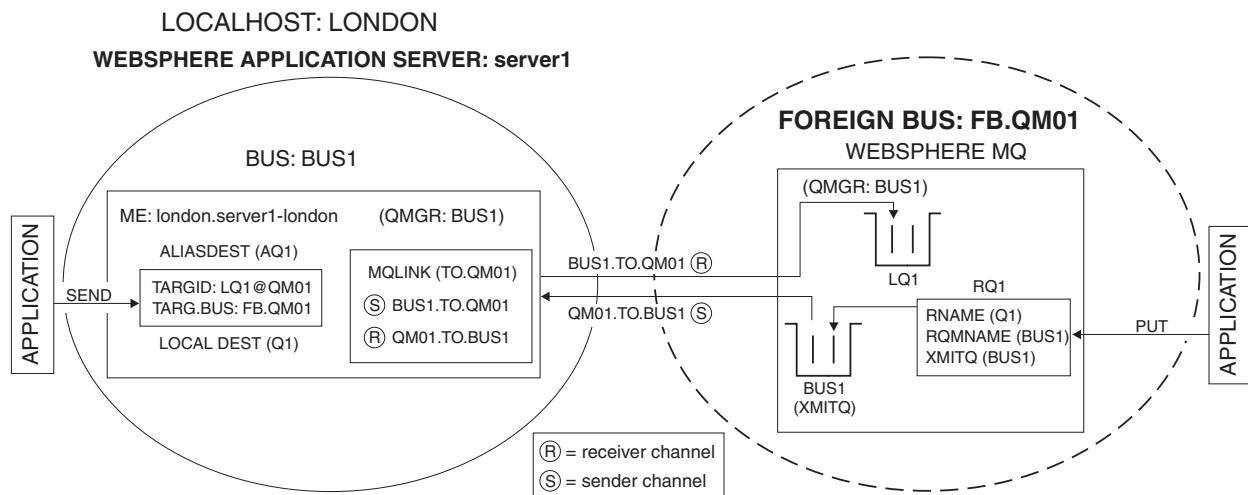 LOCALHOST: LONDON
WEBSPHERE APPLICATION SERVER: server1
BUS: BUS1
ME: london.server1-london
(QMGR: BUS1)
ALIASDEST (AQ1)
TARGID: LQ1@QM01
TARG.BUS: FB.QM01
LOCAL DEST (Q1)
MQLINK (TO.QM01)
S BUS1.TO.QM01
R QM01.TO.BUS1
APPLICATION
SEND
BUS1.TO.QM01 R
QM01.TO.BUS1 S
FOREIGN BUS: FB.QM01
WEBSPHERE MQ
(QMGR: BUS1)
LQ1
RQ1
RNAME (Q1)
RQMNAME (BUS1)
XMITQ (BUS1)
BUS1
(XMITQ)
PUT
APPLICATION
R = receiver channel
S = sender channel